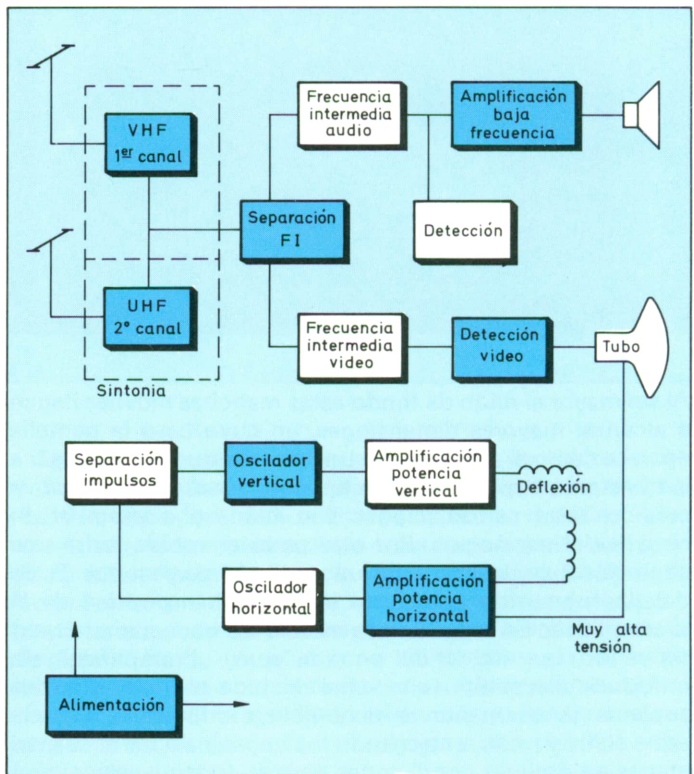 VHF
1er canal
UHF
2° canal
Sintonia
Separación
FI
Frecuencia
intermedia
audio
Amplificación
baja
frecuencia
Detección
Frecuencia
intermedia
video
Detección
video
Tubo
Separación
impulsos
Oscilador
vertical
Amplificación
potencia
vertical
Deflexión
Oscilador
horizontal
Amplificación
potencia
horizontal
Muy alta
tensión
Alimentación